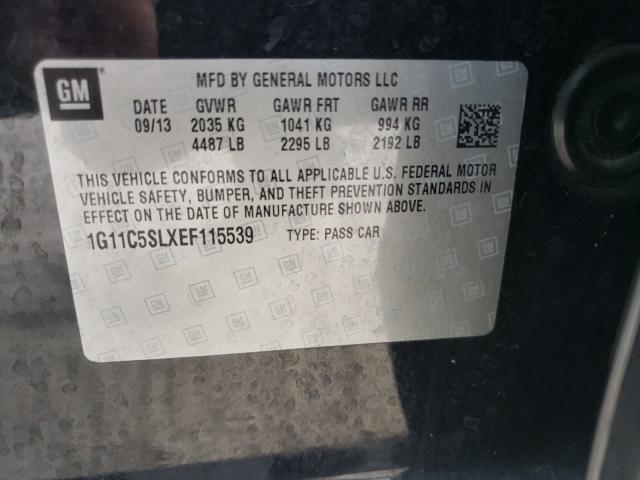 GM
MFD BY GENERAL MOTORS LLC
DATE GVWR GAWR FRT GAWR RR
09/13 2035 KG 1041 KG 994 KG
4487 LB 2295 LB 2192 LB
THIS VEHICLE CONFORMS TO ALL APPLICABLE U.S. FEDERAL MOTOR
VEHICLE SAFETY, BUMPER, AND THEFT PREVENTION STANDARDS IN
EFFECT ON THE DATE OF MANUFACTURE SHOWN ABOVE.
1G11C5SLXEF115539 TYPE: PASS CAR